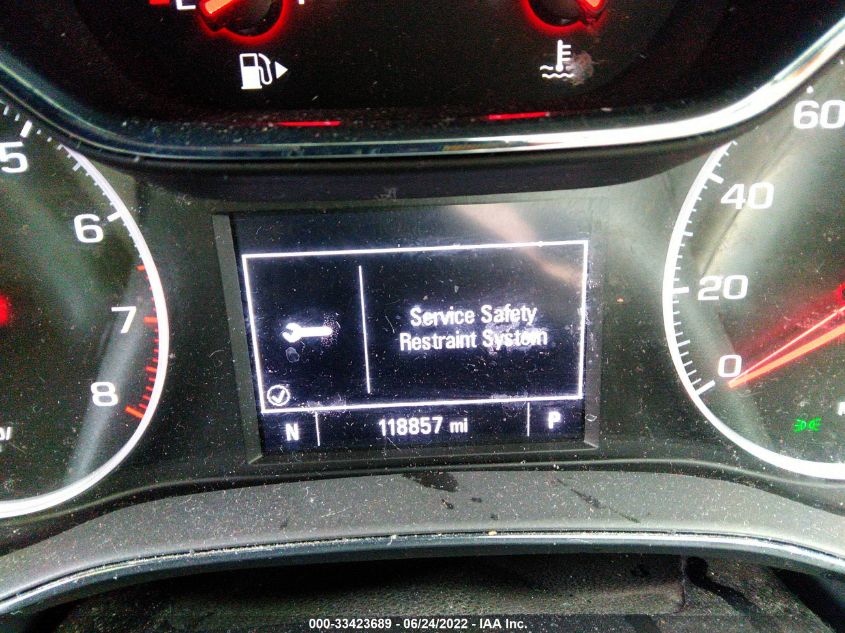 E
5
6
7
8
60
40
20
0
Service Safety
Restraint System
N 118857 mi P
000-33423689 / 06/24/2022 - IAA Inc.